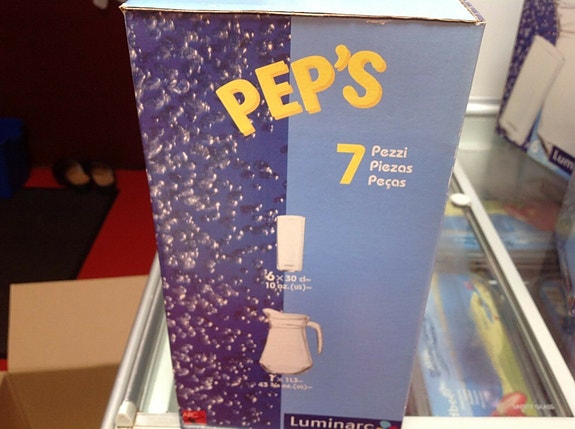 PEP'S
7
Pezzi
Piezas
Peças
6 x 30 cl~
10 oz.(us)~
Luminarc